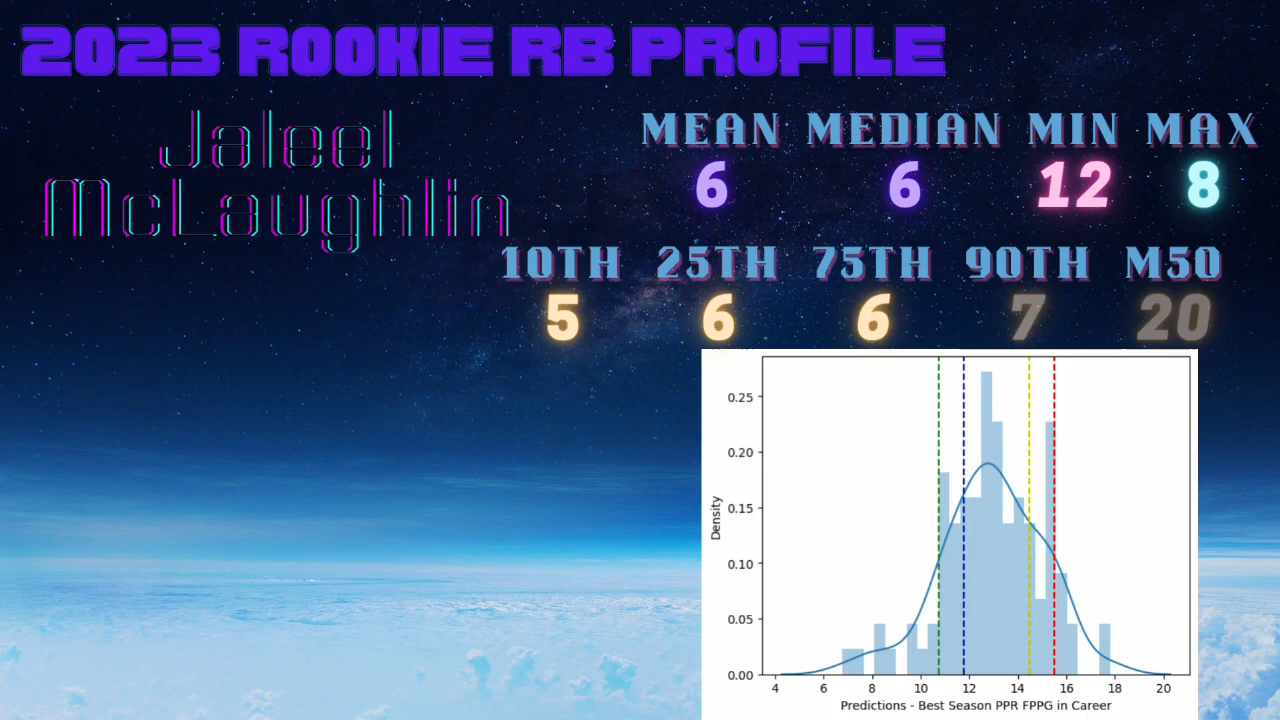 2023 ROOKIE RB PROFILE
Jaleel
McLaughlin
MEAN MEDIAN MIN MAX
6 6 12 8
10TH 25TH 75TH 90TH M50
5 6 6 7 20
0.25
0.20
0.15
0.10
0.05
0.00
Density
4 6 8 10 12 14 16 18 20
Predictions - Best Season PPR FPPG in Career